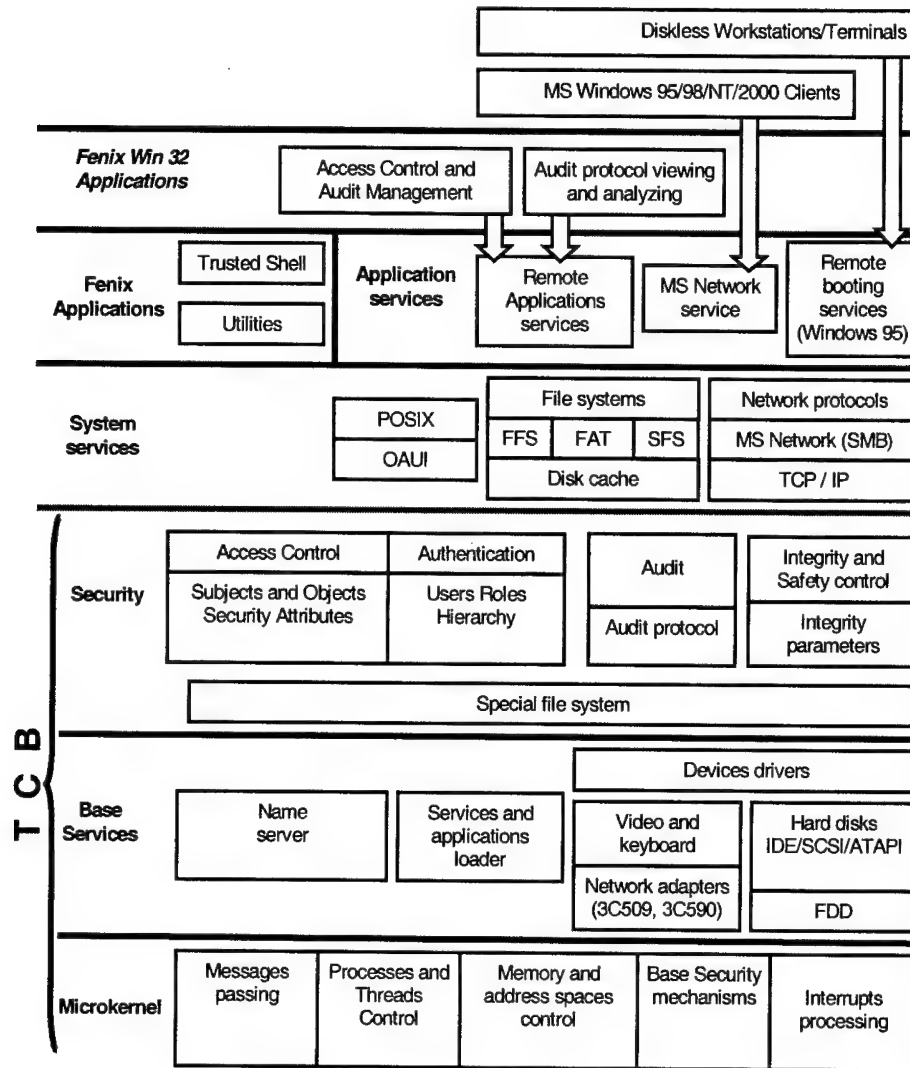 Diskless Workstations/Terminals
MS Windows 95/98/NT/2000 Clients
Fenix Win 32
Applications
Access Control and
Audit Management
Audit protocol viewing
and analyzing
Fenix
Applications
Trusted Shell
Utilities
Application
services
Remote
Applications
services
MS Network
service
Remote
booting
services
(Windows 95)
System
services
POSIX
OAUI
File systems
FFS
FAT
SFS
Disk cache
Network protocols
MS Network (SMB)
TCP / IP
T C B
Security
Access Control
Subjects and Objects
Security Attributes
Authentication
Users Roles
Hierarchy
Audit
Audit protocol
Integrity and
Safety control
Integrity
parameters
Special file system
Base
Services
Name
server
Services and
applications
loader
Devices drivers
Video and
keyboard
Network adapters
(3C509, 3C590)
Hard disks
IDE/SCSI/ATAPI
FDD
Microkernel
Messages
passing
Processes and
Threads
Control
Memory and
address spaces
control
Base Security
mechanisms
Interrupts
processing